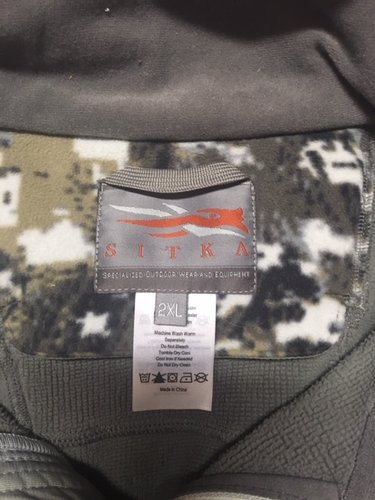 SITKA
SPECIALIZED OUTDOOR WEAR AND EQUIPMENT
2XL
Machine Wash Warm
Separately
Do Not Bleach
Tumble Dry Cool
Cool Iron if Needed
Do Not Dry Clean
Made in China